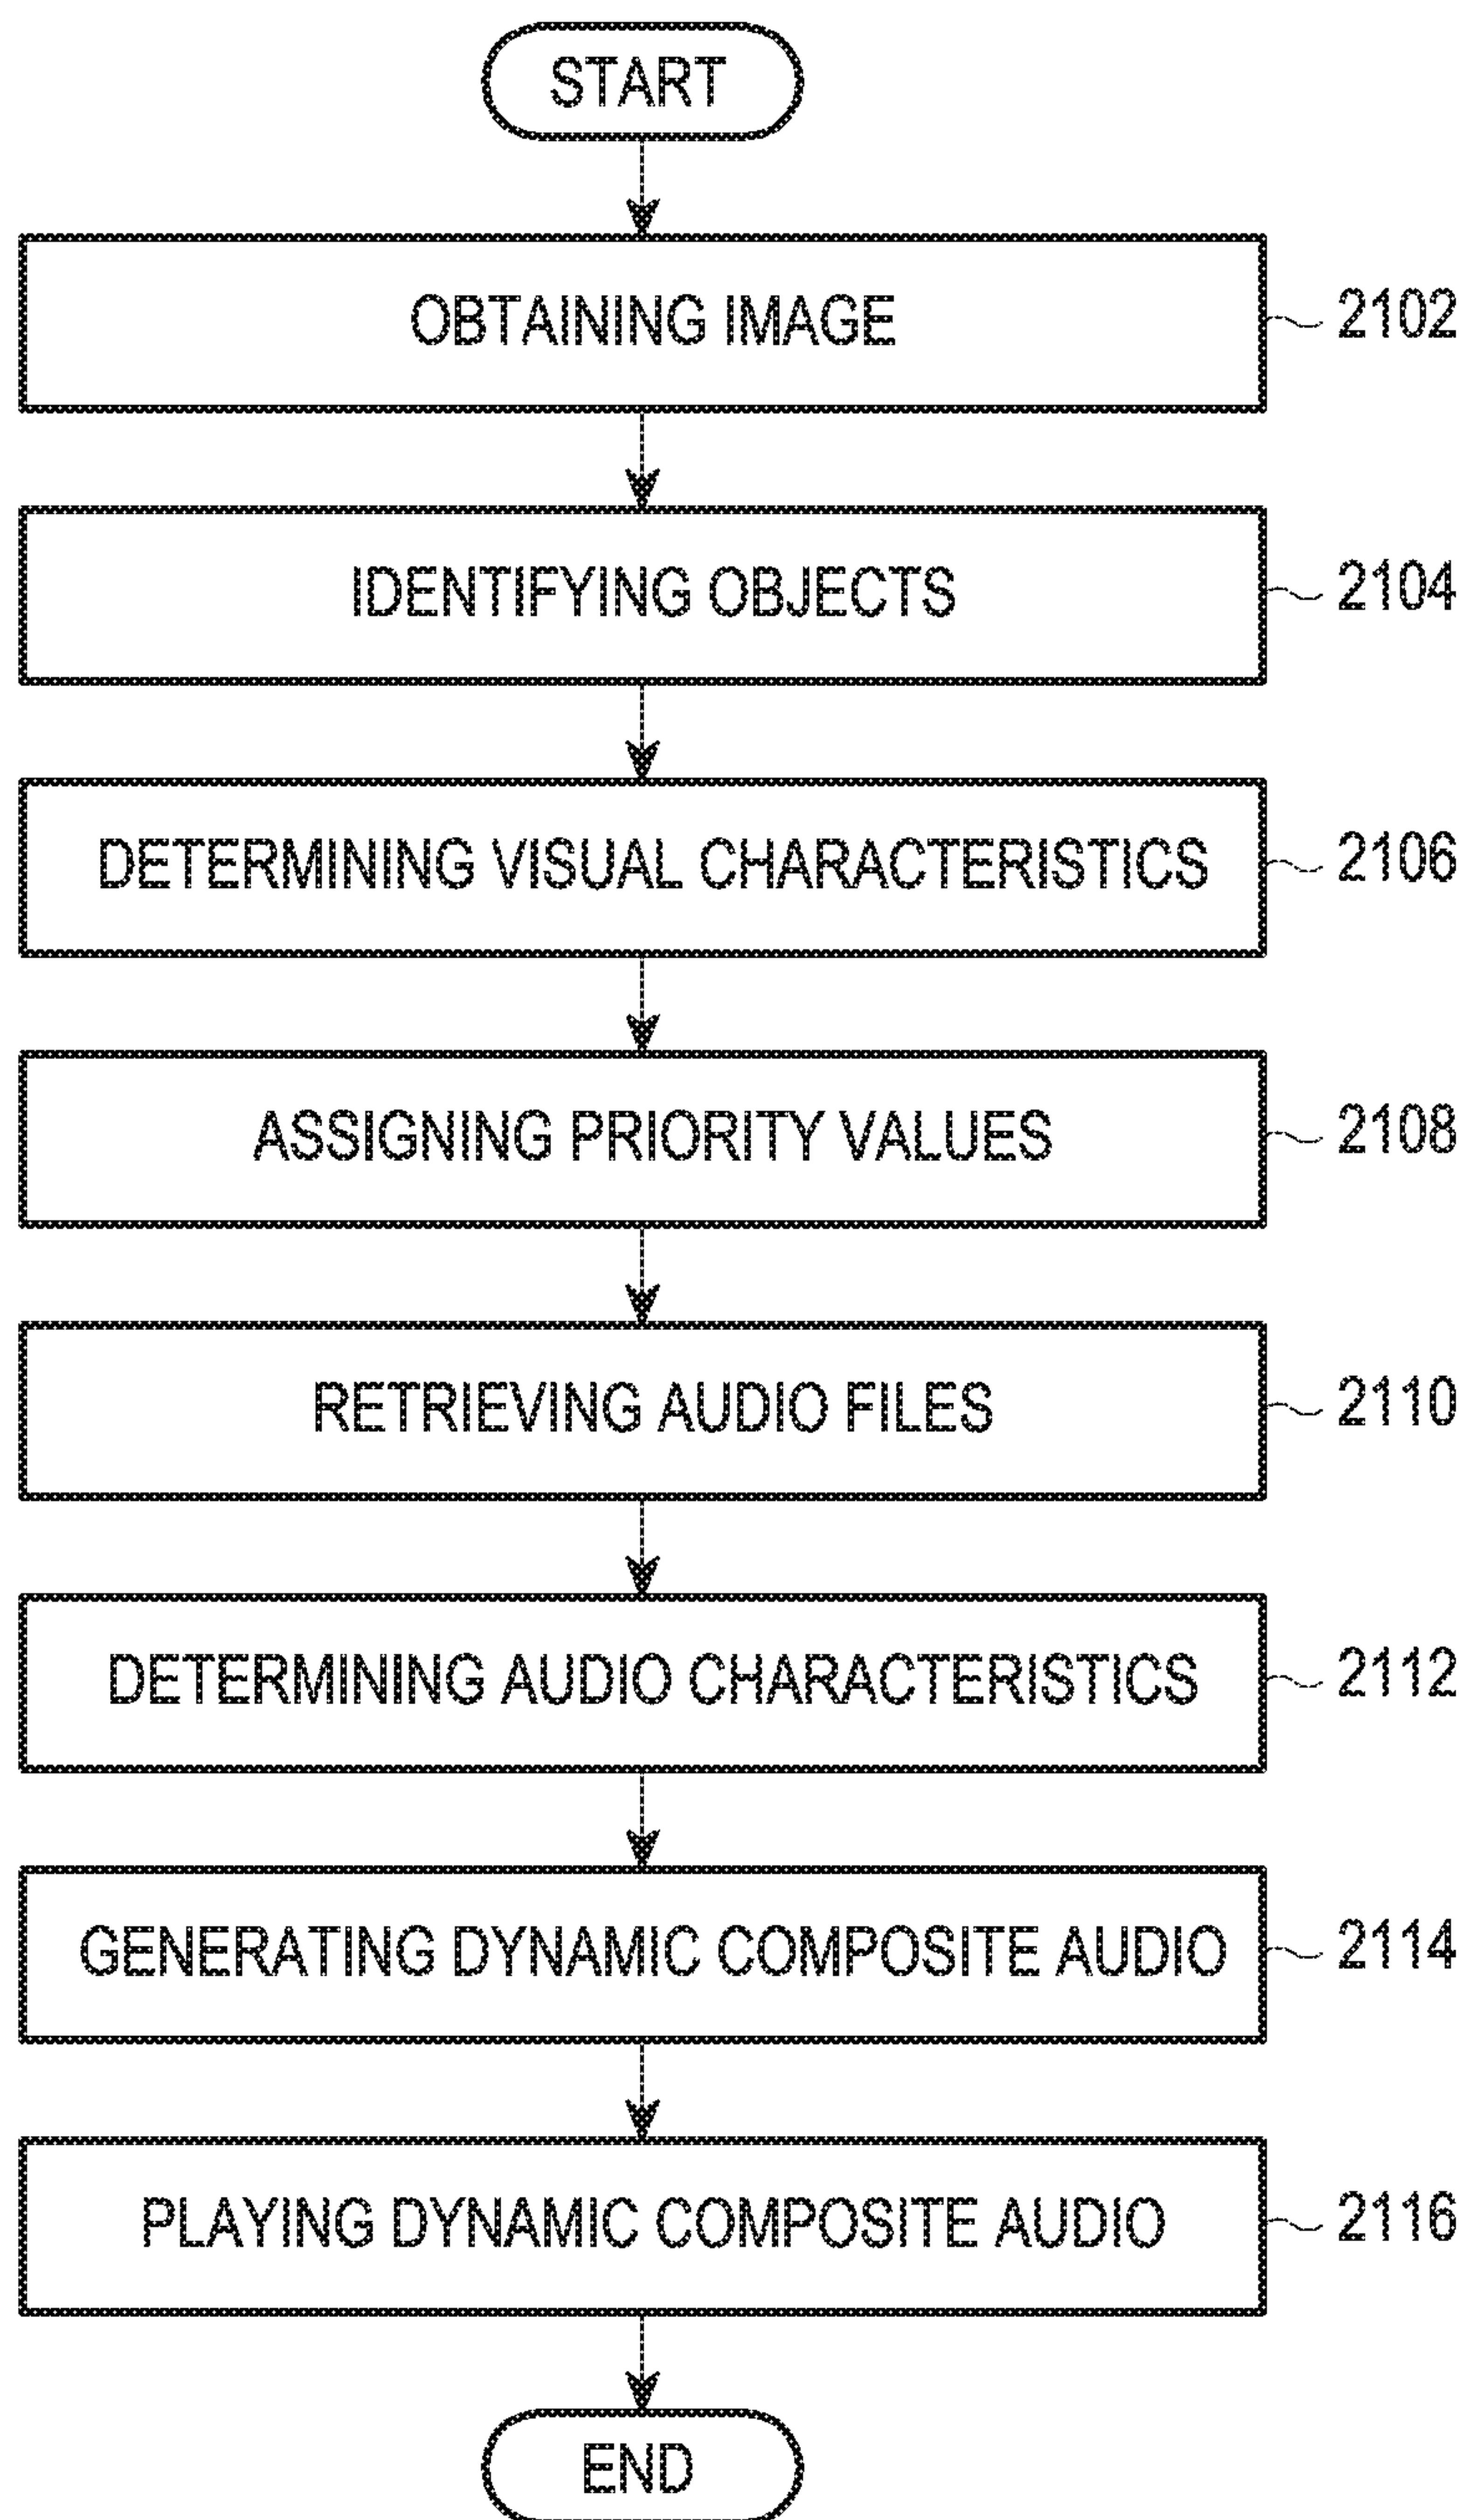 START
OBTAINING IMAGE
2102
IDENTIFYING OBJECTS
2104
DETERMINING VISUAL CHARACTERISTICS
2106
ASSIGNING PRIORITY VALUES
2108
RETRIEVING AUDIO FILES
2110
DETERMINING AUDIO CHARACTERISTICS
2112
GENERATING DYNAMIC COMPOSITE AUDIO
2114
PLAYING DYNAMIC COMPOSITE AUDIO
2116
END